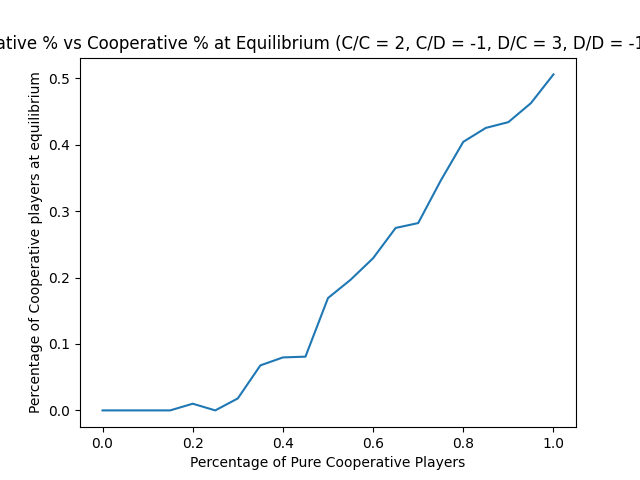 ative % vs Cooperative % at Equilibrium (C/C = 2, C/D = -1, D/C = 3, D/D = -1
Percentage of Cooperative players at equilibrium
0.5
0.4
0.3
0.2
0.1
0.0
0.0 0.2 0.4 0.6 0.8 1.0
Percentage of Pure Cooperative Players